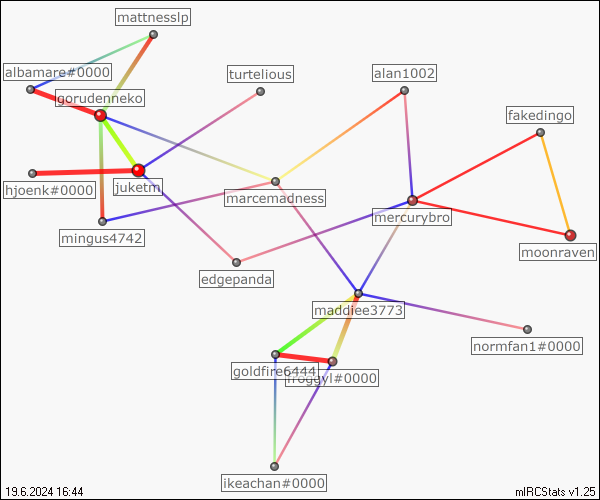 mattnesslp
albamare#0000
turtelious
alan1002
gorudenneko
fakedingo
hjoenk#0000
juketm
marcemadness
mercurybro
mingus4742
moonraven
edgepanda
maddiee3773
normfan1#0000
goldfire6444
froggyl#0000
ikeachan#0000
19.6.2024 16:44
mIRCStats v1.25